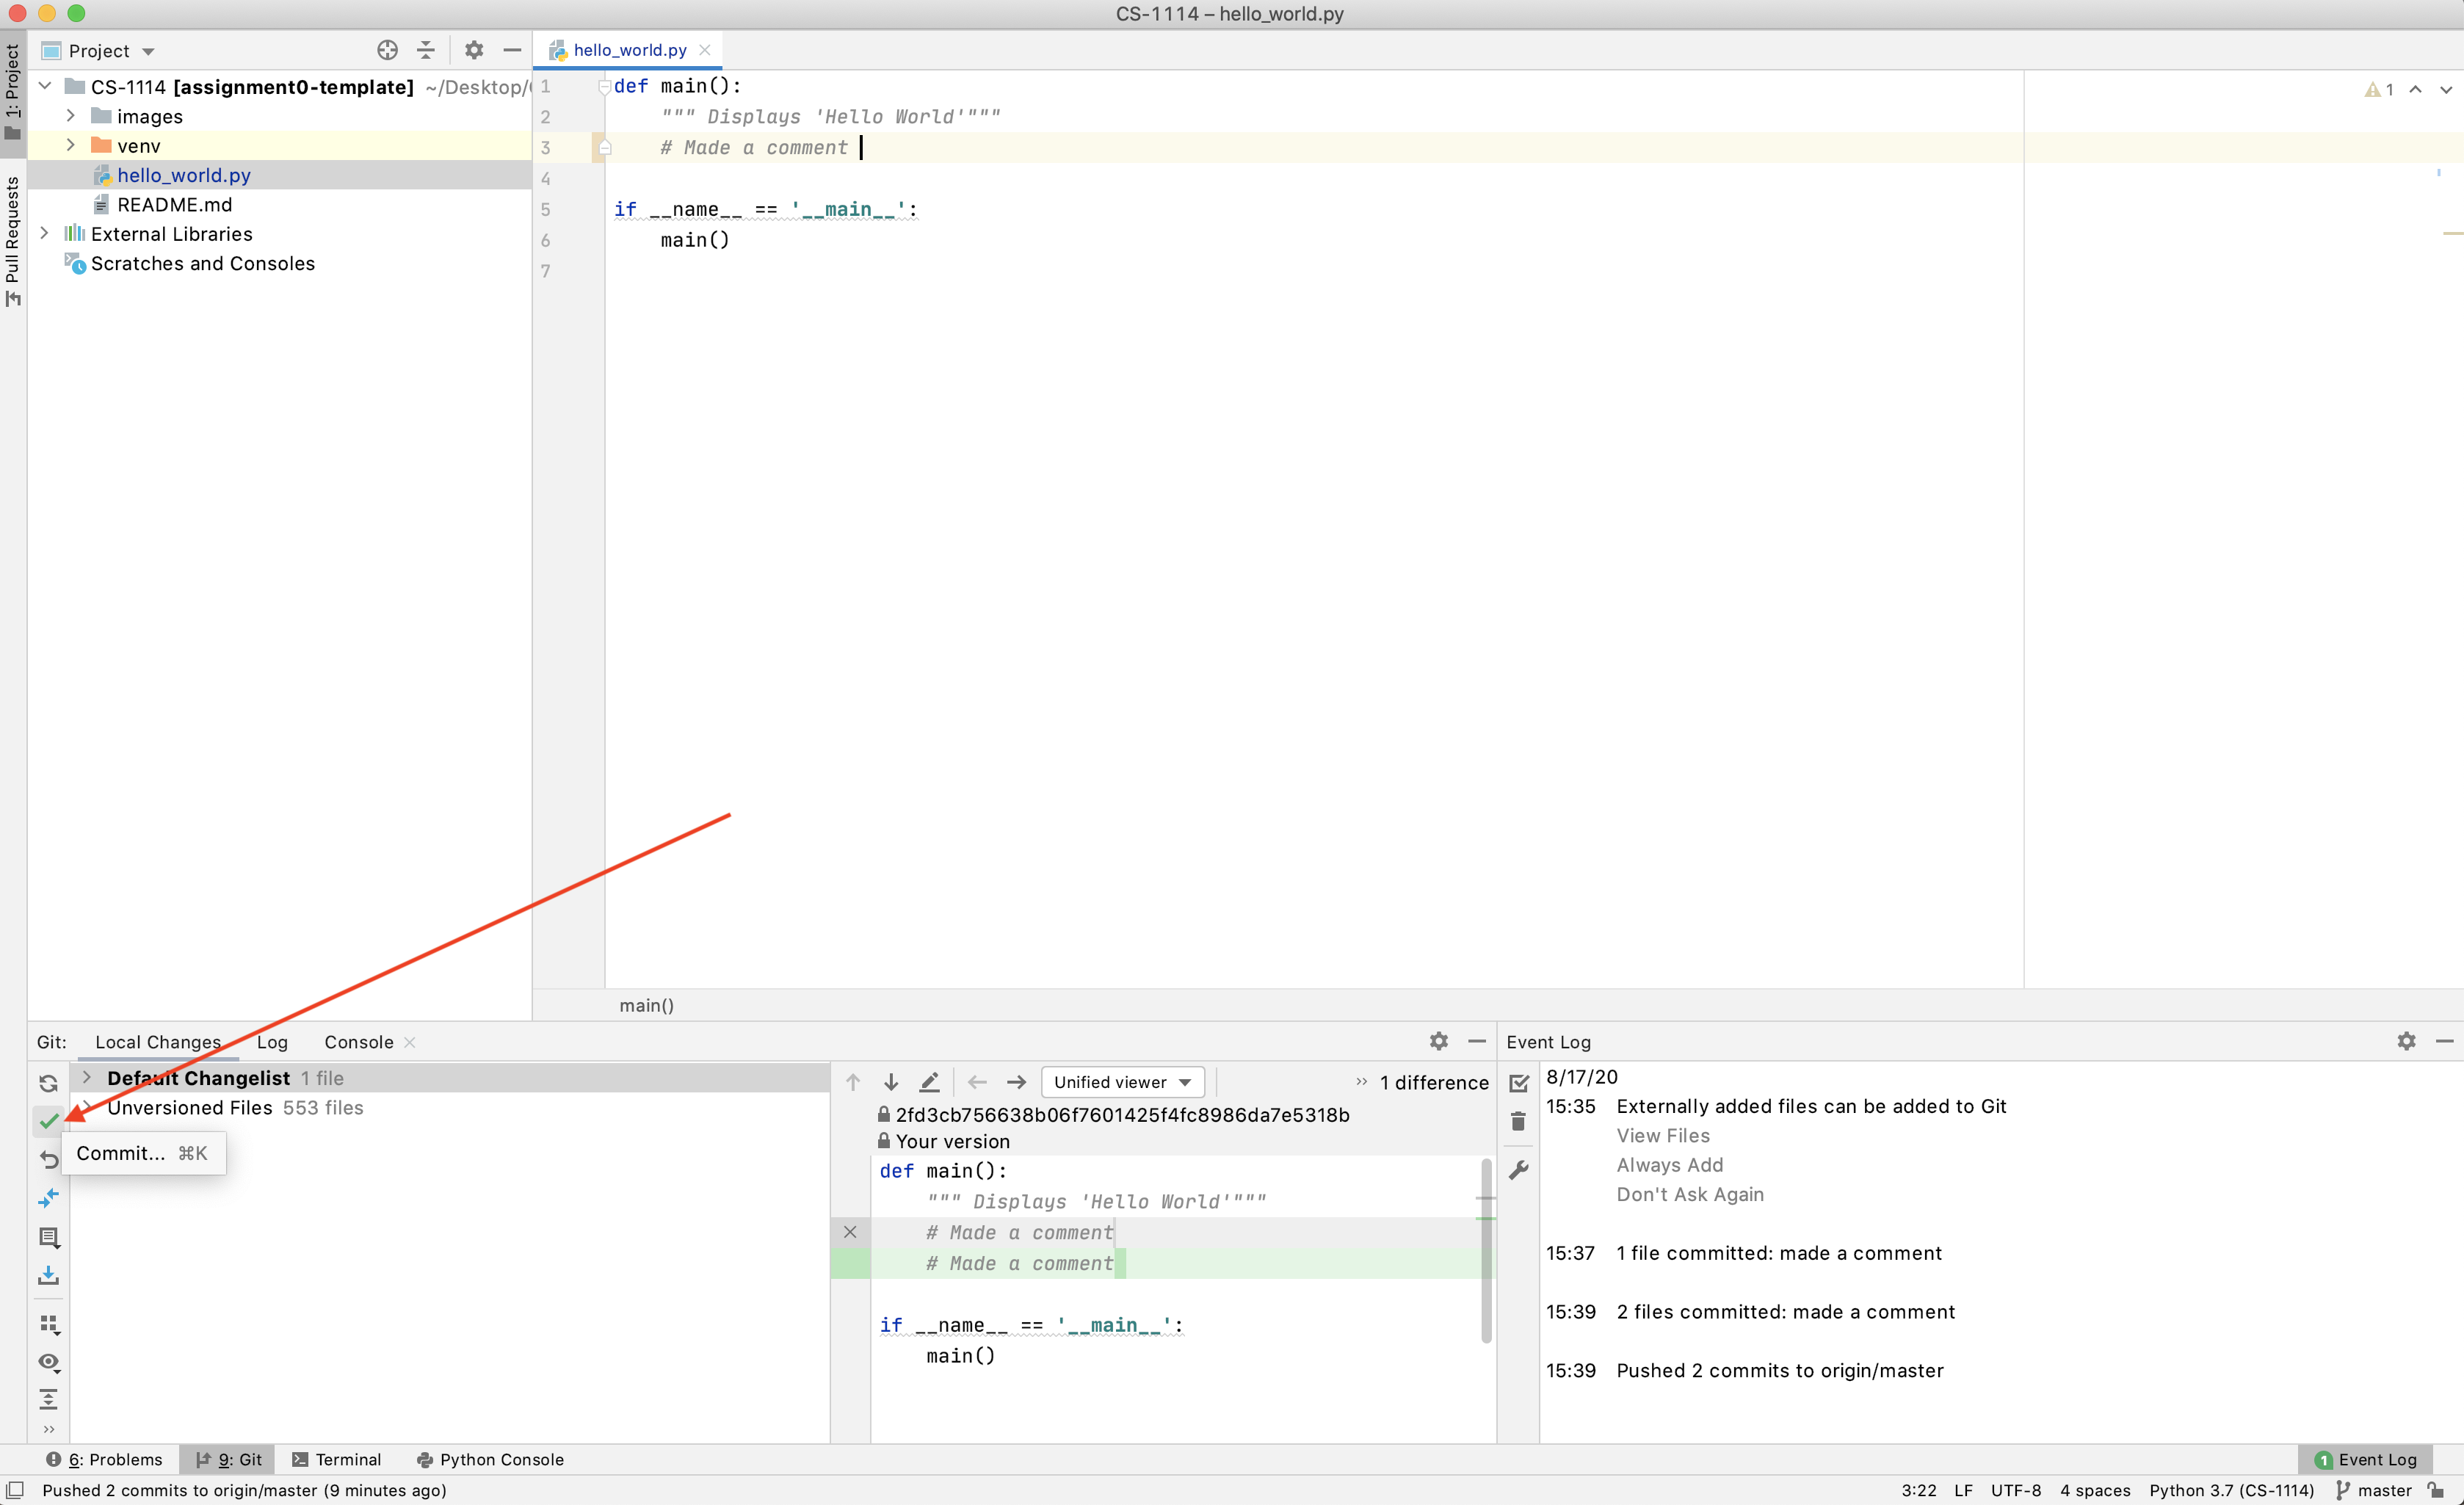 CS-1114 – hello_world.py
1: Project
Pull Requests
Project
CS-1114 [assignment0-template] ~/Desktop/
images
venv
hello_world.py
README.md
External Libraries
Scratches and Consoles
hello_world.py
1 def main():
2 """ Displays 'Hello World'"""
3 # Made a comment
4
5 if __name__ == '__main__':
6 main()
7
1
main()
Git: Local Changes Log Console
Default Changelist 1 file
Unversioned Files 553 files
Commit... ⌘K
Unified viewer
1 difference
2fd3cb756638b06f7601425f4fc8986da7e5318b
Your version
def main():
""" Displays 'Hello World'"""
# Made a comment
# Made a comment
if __name__ == '__main__':
main()
Event Log
8/17/20
15:35 Externally added files can be added to Git
View Files
Always Add
Don't Ask Again
15:37 1 file committed: made a comment
15:39 2 files committed: made a comment
15:39 Pushed 2 commits to origin/master
6: Problems 9: Git Terminal Python Console 1 Event Log
Pushed 2 commits to origin/master (9 minutes ago) 3:22 LF UTF-8 4 spaces Python 3.7 (CS-1114) master